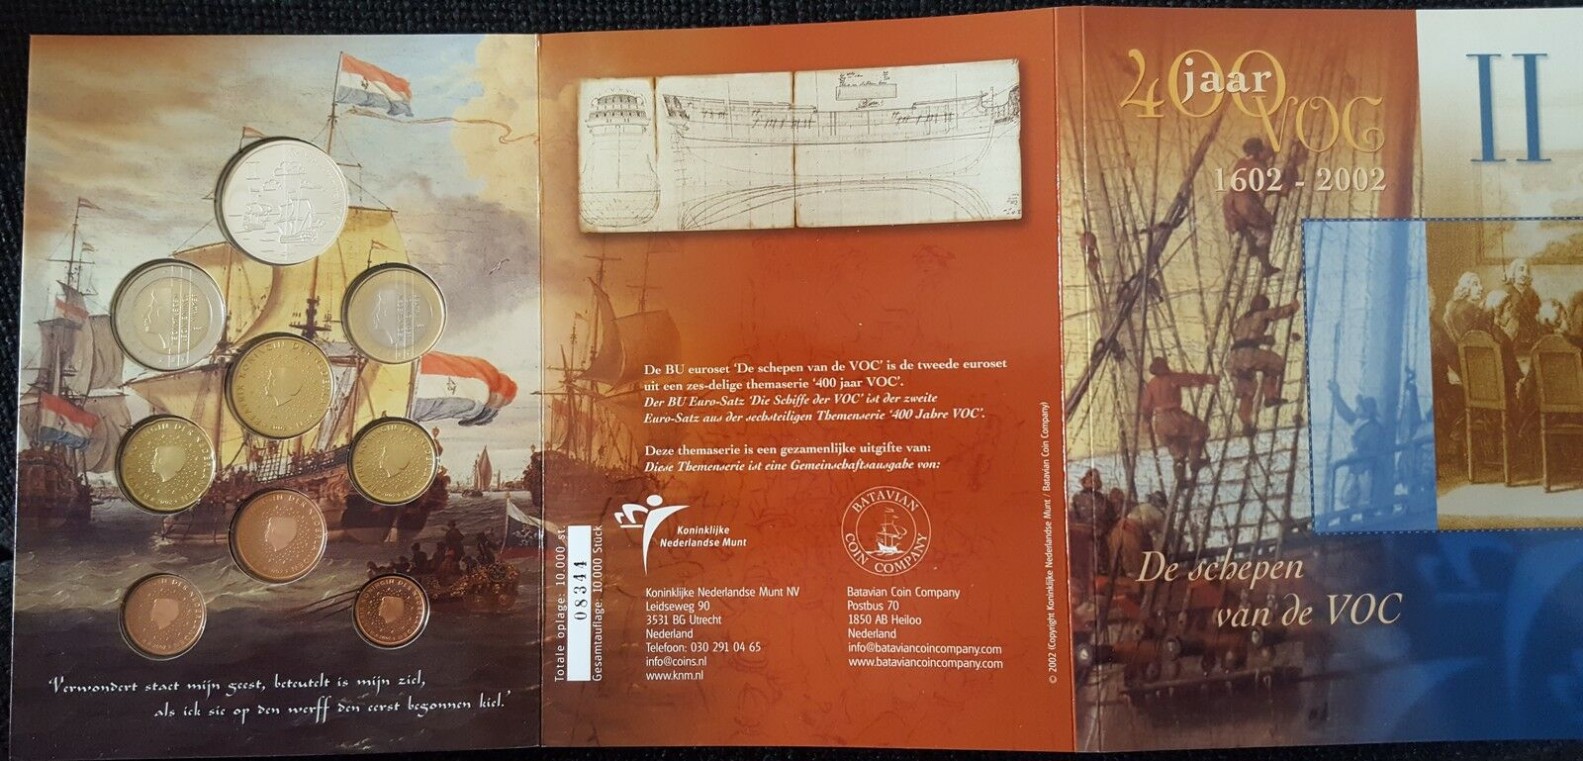 'Verwondert staet mijn geest, beteutelt is mijn ziel,
als ick sie op den werff den eerst begonnen kiel.'
De BU euroset 'De schepen van de VOC' is de tweede euroset
uit een zes-delige themaserie '400 jaar VOC'.
Der BU Euro-Satz 'Die Schiffe der VOC' ist der zweite
Euro-Satz aus der sechsteiligen Themenserie '400 Jahre VOC'.
Deze themaserie is een gezamenlijke uitgifte van:
Diese Themenserie ist eine Gemeinschaftsausgabe von:
Koninklijke
Nederlandse Munt
BATAVIAN
COIN COMPANY
Totale oplage: 10.000 st.
08344
Gesamtauflage: 10.000 Stück
Koninklijke Nederlandse Munt NV
Leidseweg 90
3531 BG Utrecht
Nederland
Telefoon: 030 291 04 65
info@coins.nl
www.knm.nl
Batavian Coin Company
Postbus 70
1850 AB Heiloo
Nederland
info@bataviancoincompany.com
www.bataviancoincompany.com
© 2002 (Copyright Koninklijke Nederlandse Munt / Batavian Coin Company)
400 jaar
VOC
1602 - 2002
II
De schepen
van de VOC